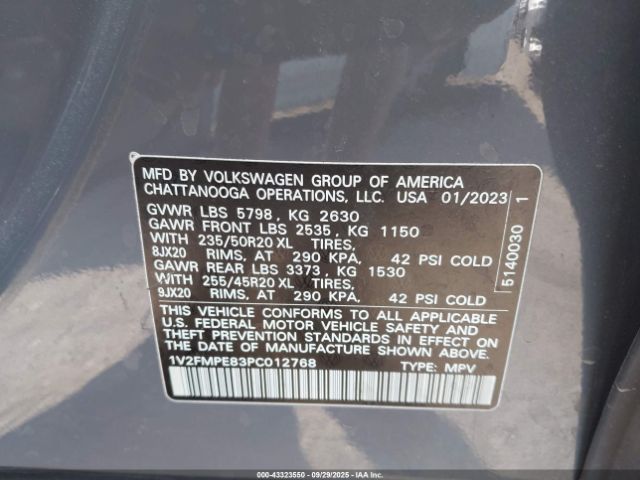 MFD BY VOLKSWAGEN GROUP OF AMERICA
CHATTANOOGA OPERATIONS, LLC. USA 01/2023
GVWR LBS 5798, KG 2630
GAWR FRONT LBS 2535, KG 1150
WITH 235/50R20 XL TIRES,
8JX20 RIMS, AT 290 KPA, 42 PSI COLD
GAWR REAR LBS 3373, KG 1530
WITH 255/45R20 XL TIRES,
9JX20 RIMS, AT 290 KPA, 42 PSI COLD
THIS VEHICLE CONFORMS TO ALL APPLICABLE
U.S. FEDERAL MOTOR VEHICLE SAFETY AND
THEFT PREVENTION STANDARDS IN EFFECT ON
THE DATE OF MANUFACTURE SHOWN ABOVE.
1V2FMPE83PC012768 TYPE: MPV
5140030 1
000-43323550 - 09/29/2025 - IAAI.COM